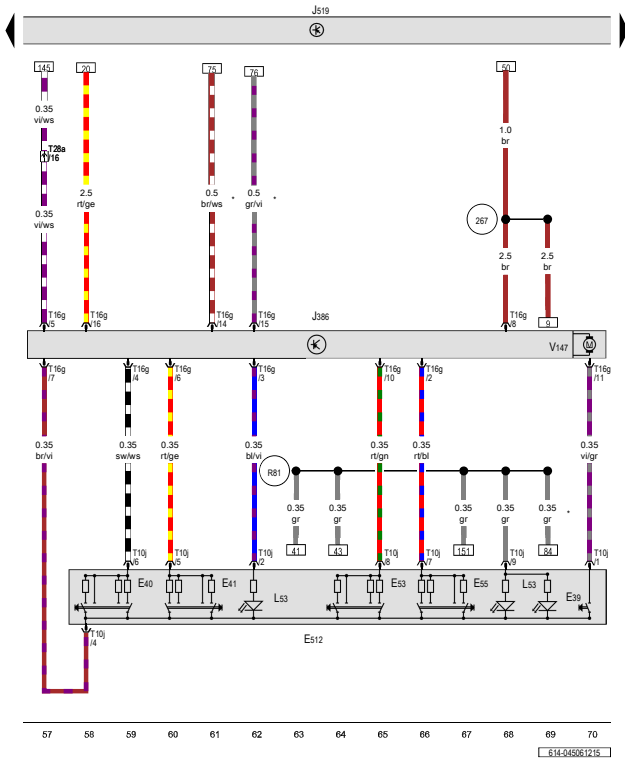 J519
145
20
75
76
50
0.35
vi/ws
T28a
/16
0.35
vi/ws
2.5
rt/ge
0.5
br/ws
*
0.5
gr/vi
*
1.0
br
267
2.5
br
2.5
br
T16g
/5
T16g
/16
T16g
/14
T16g
/15
T16g
/8
9
J386
V147
M
T16g
/7
T16g
/4
T16g
/6
T16g
/3
T16g
/10
T16g
/2
T16g
/11
0.35
br/vi
0.35
sw/ws
0.35
rt/ge
0.35
bl/vi
0.35
rt/gn
0.35
rt/bl
0.35
vi/gr
R81
0.35
gr
0.35
gr
0.35
gr
0.35
gr
0.35
gr
*
41
43
151
84
T10j
/6
T10j
/5
T10j
/2
T10j
/8
T10j
/7
T10j
/9
T10j
/1
E40
E41
L53
E53
E55
L53
E39
T10j
/4
E512
57 58 59 60 61 62 63 64 65 66 67 68 69 70
614-045061215